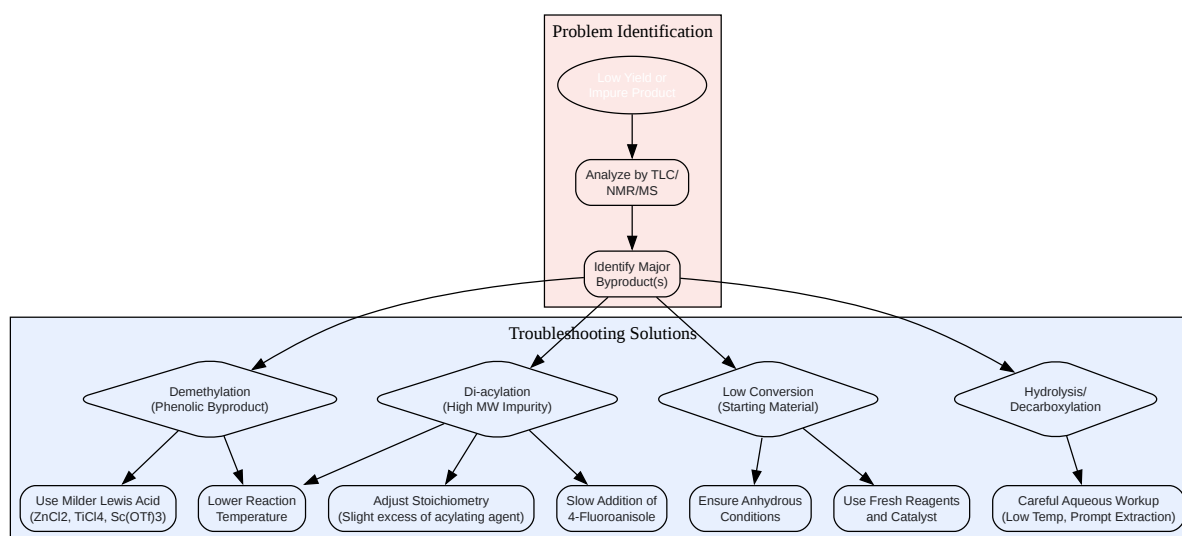 Problem Identification
Low Yield or
Impure Product
Analyze by TLC/
NMR/MS
Identify Major
Byproduct(s)
Troubleshooting Solutions
Demethylation
(Phenolic Byproduct)
Di-acylation
(High MW Impurity)
Low Conversion
(Starting Material)
Hydrolysis/
Decarboxylation
Use Milder Lewis Acid
(ZnCl2, TiCl4, Sc(OTf)3)
Lower Reaction
Temperature
Adjust Stoichiometry
(Slight excess of acylating agent)
Slow Addition of
4-Fluoroanisole
Ensure Anhydrous
Conditions
Use Fresh Reagents
and Catalyst
Careful Aqueous Workup
(Low Temp, Prompt Extraction)